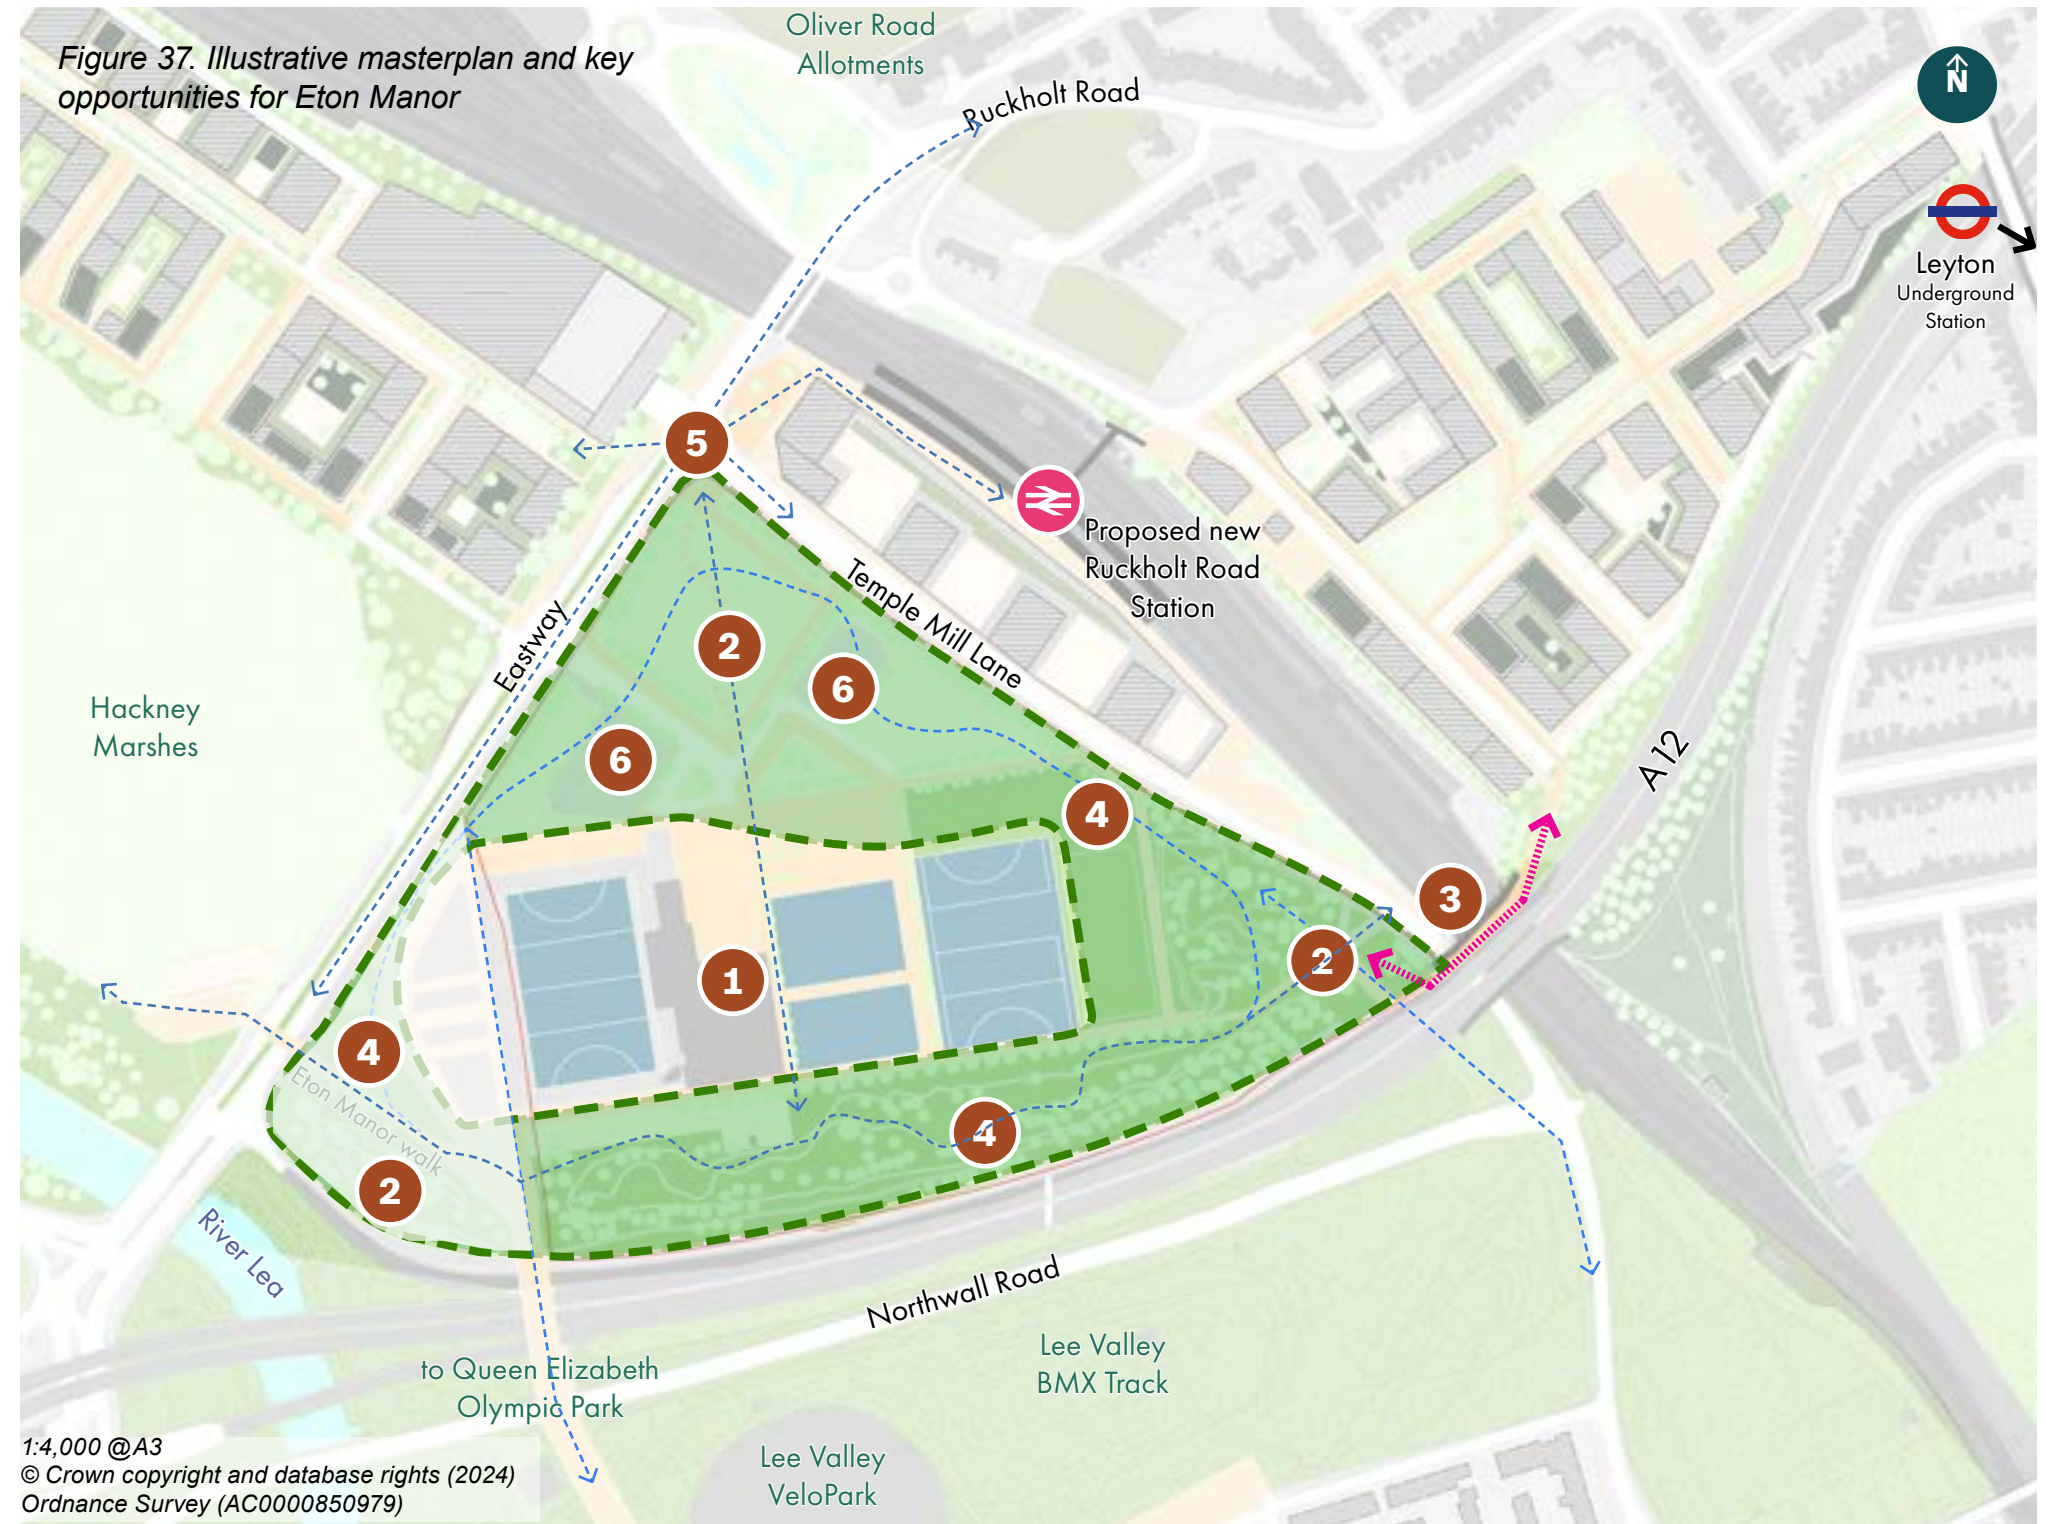 Figure 37. Illustrative masterplan and key
opportunities for Eton Manor
Oliver Road
Allotments
Ruckholt Road
N
Leyton
Underground
Station
5
Proposed new
Ruckholt Road
Station
Temple Mill Lane
Eastway
2
6
6
Hackney
Marshes
A12
4
3
2
1
4
Eton Manor walk
4
2
River Lea
Northwall Road
to Queen Elizabeth
Olympic Park
Lee Valley
BMX Track
Lee Valley
VeloPark
1:4,000 @A3
© Crown copyright and database rights (2024)
Ordnance Survey (AC0000850979)